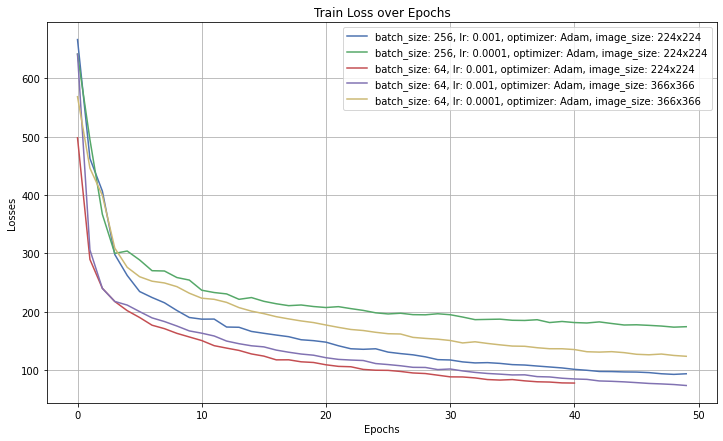 Train Loss over Epochs
batch_size: 256, lr: 0.001, optimizer: Adam, image_size: 224x224
batch_size: 256, lr: 0.0001, optimizer: Adam, image_size: 224x224
batch_size: 64, lr: 0.001, optimizer: Adam, image_size: 224x224
batch_size: 64, lr: 0.001, optimizer: Adam, image_size: 366x366
batch_size: 64, lr: 0.0001, optimizer: Adam, image_size: 366x366
600
500
400
300
200
100
Losses
0
10
20
30
40
50
Epochs